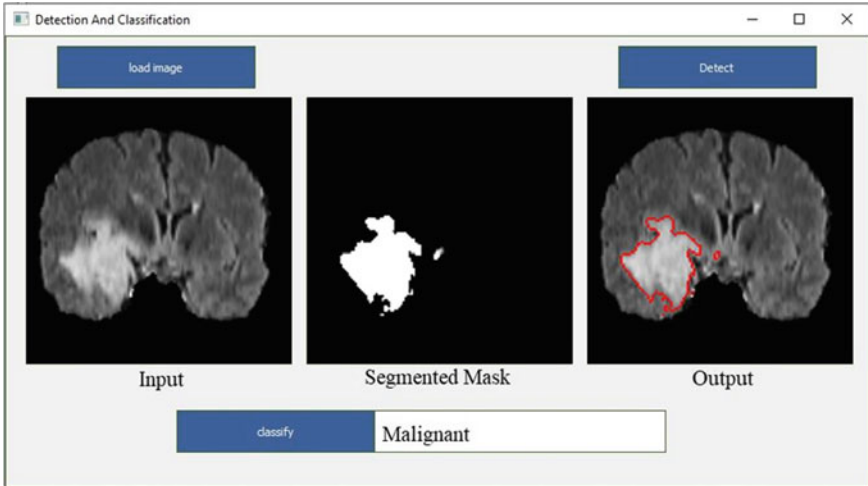 Detection And Classification
load image
Detect
Input
Segmented Mask
Output
classify
Malignant